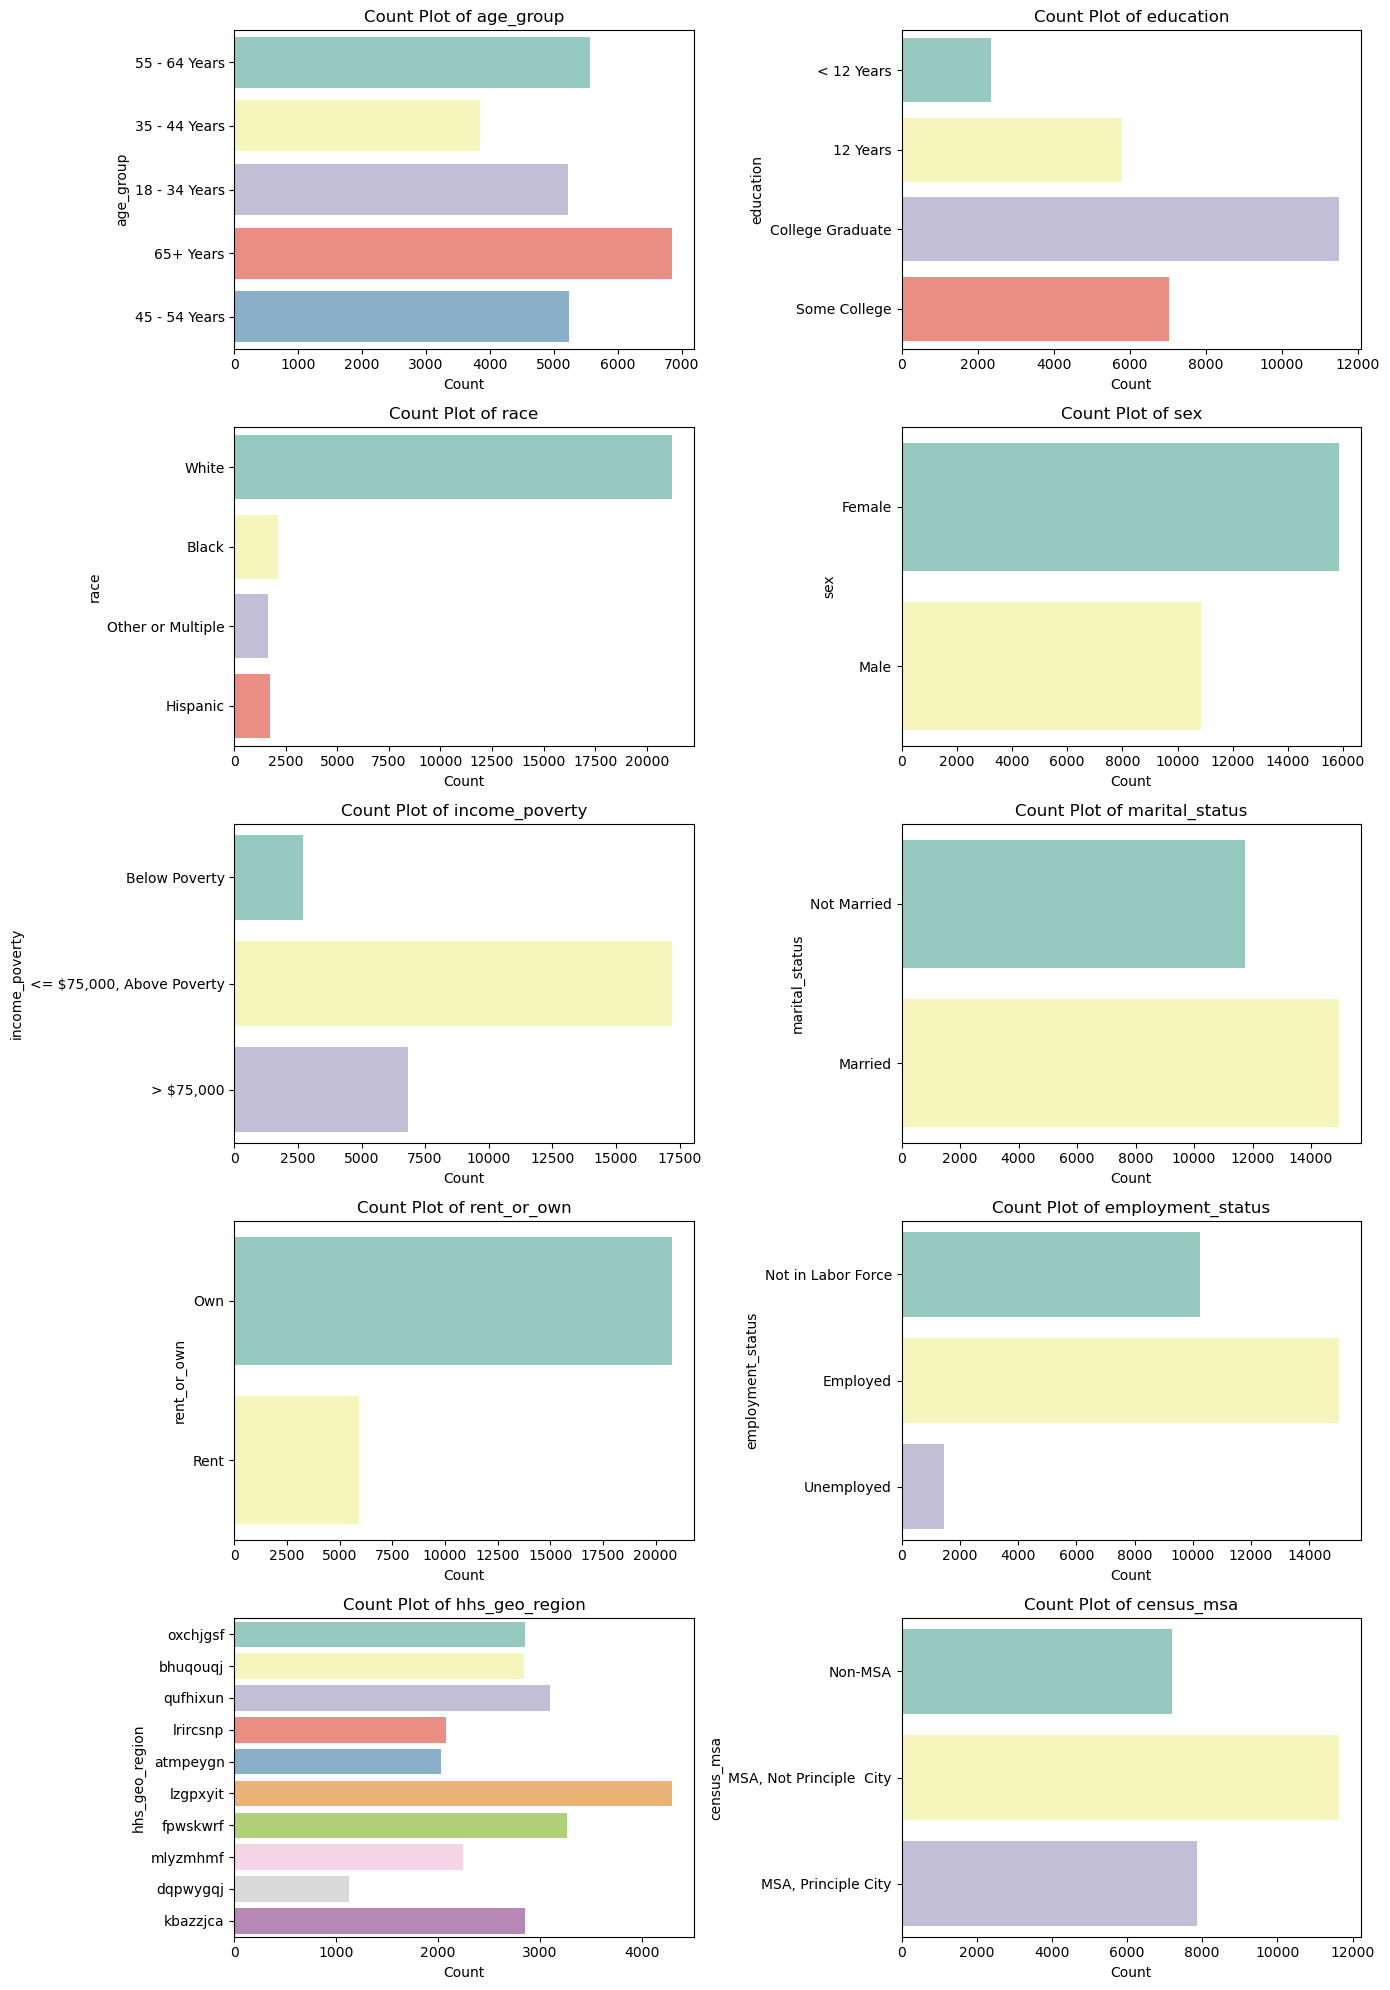 Count Plot of age_group
55 - 64 Years
35 - 44 Years
18 - 34 Years
65+ Years
45 - 54 Years
age_group
0 1000 2000 3000 4000 5000 6000 7000
Count
Count Plot of education
< 12 Years
12 Years
College Graduate
Some College
education
0 2000 4000 6000 8000 10000 12000
Count
Count Plot of race
White
Black
Other or Multiple
Hispanic
race
0 2500 5000 7500 10000 12500 15000 17500 20000
Count
Count Plot of sex
Female
Male
sex
0 2000 4000 6000 8000 10000 12000 14000 16000
Count
Count Plot of income_poverty
Below Poverty
<= $75,000, Above Poverty
> $75,000
income_poverty
0 2500 5000 7500 10000 12500 15000 17500
Count
Count Plot of marital_status
Not Married
Married
marital_status
0 2000 4000 6000 8000 10000 12000 14000
Count
Count Plot of rent_or_own
Own
Rent
rent_or_own
0 2500 5000 7500 10000 12500 15000 17500 20000
Count
Count Plot of employment_status
Not in Labor Force
Employed
Unemployed
employment_status
0 2000 4000 6000 8000 10000 12000 14000
Count
Count Plot of hhs_geo_region
oxchjgsf
bhuqouqj
qufhixun
lrircsnp
atmpeygn
lzgpxyit
fpwskwrf
mlyzmhmf
dqpwygqj
kbazzjca
hhs_geo_region
0 1000 2000 3000 4000
Count
Count Plot of census_msa
Non-MSA
MSA, Not Principle  City
MSA, Principle City
census_msa
0 2000 4000 6000 8000 10000 12000
Count